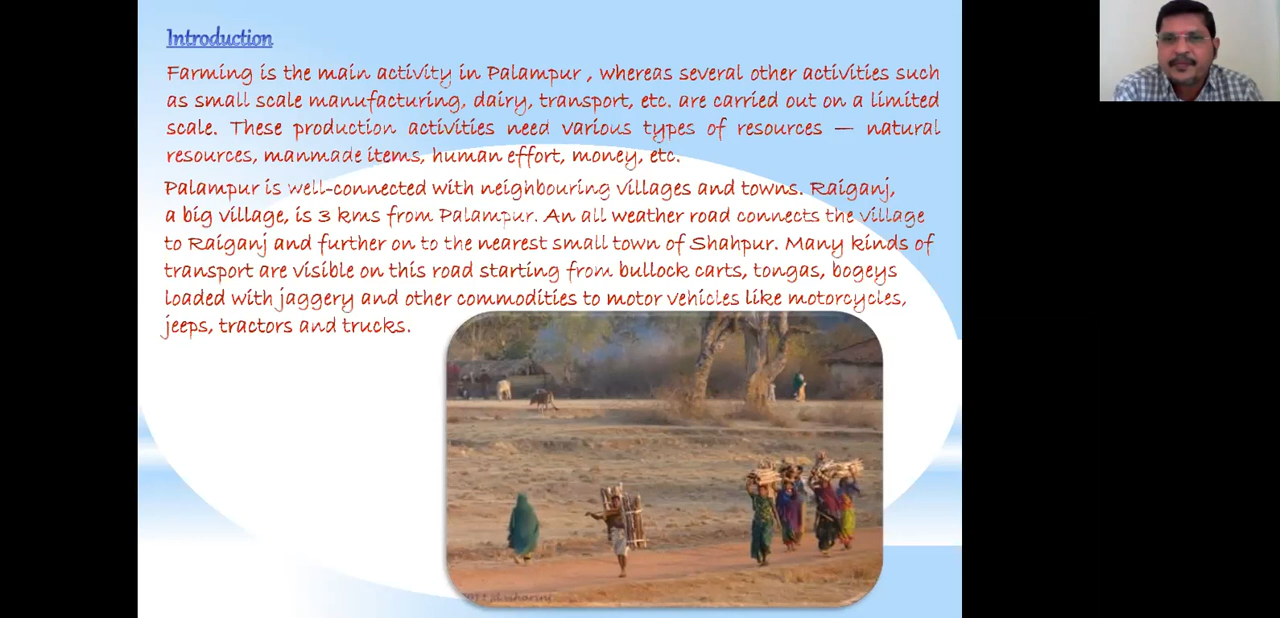 Introduction
Farming is the main activity in Palampur , whereas several other activities such
as small scale manufacturing, dairy, transport, etc. are carried out on a limited
scale. These production activities need various types of resources — natural
resources, manmade items, human effort, money, etc.
Palampur is well-connected with neighbouring villages and towns. Raiganj,
a big village, is 3 kms from Palampur. An all weather road connects the village
to Raiganj and further on to the nearest small town of Shahpur. Many kinds of
transport are visible on this road starting from bullock carts, tongas, bogeys
loaded with jaggery and other commodities to motor vehicles like motorcycles,
jeeps, tractors and trucks.